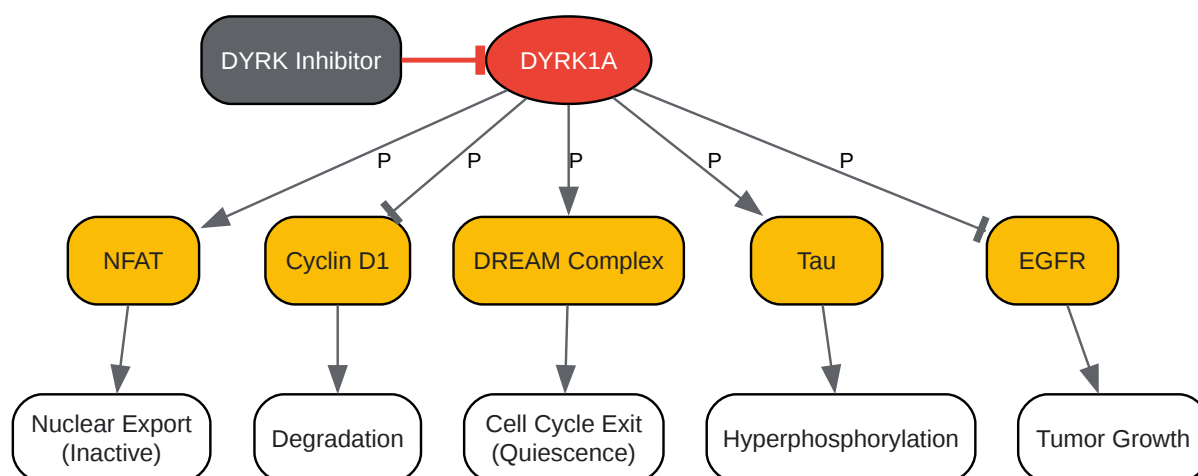 DYRK Inhibitor
DYRK1A
P
P
P
P
P
NFAT
Cyclin D1
DREAM Complex
Tau
EGFR
Nuclear Export
(Inactive)
Degradation
Cell Cycle Exit
(Quiescence)
Hyperphosphorylation
Tumor Growth